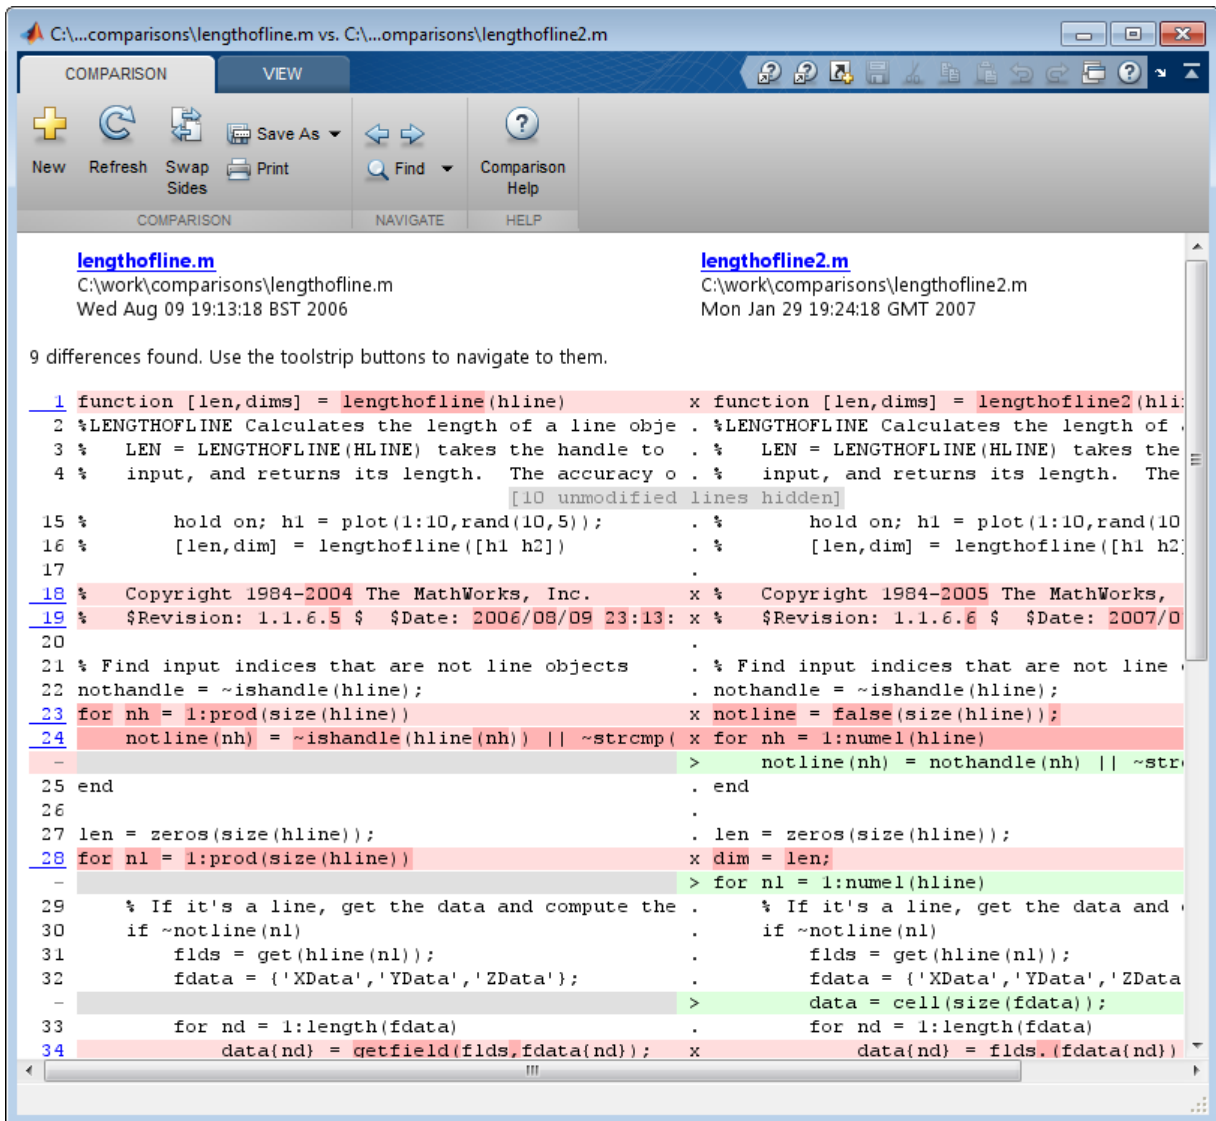 C:\...comparisons\lengthofline.m vs. C:\...omparisons\lengthofline2.m
COMPARISON VIEW
New Refresh Swap Sides Save As Print Find Comparison Help
COMPARISON NAVIGATE HELP
lengthofline.m lengthofline2.m
C:\work\comparisons\lengthofline.m C:\work\comparisons\lengthofline2.m
Wed Aug 09 19:13:18 BST 2006 Mon Jan 29 19:24:18 GMT 2007
9 differences found. Use the toolstrip buttons to navigate to them.
1 function [len,dims] = lengthofline(hline) x function [len,dims] = lengthofline2(hli
2 %LENGTHOFLINE Calculates the length of a line obje . %LENGTHOFLINE Calculates the length of
3 % LEN = LENGTHOFLINE(HLINE) takes the handle to . % LEN = LENGTHOFLINE(HLINE) takes the
4 % input, and returns its length. The accuracy o . % input, and returns its length. The
[10 unmodified lines hidden]
15 % hold on; h1 = plot(1:10,rand(10,5)); . % hold on; h1 = plot(1:10,rand(10
16 % [len,dim] = lengthofline([h1 h2]) . % [len,dim] = lengthofline([h1 h2]
17 .
18 % Copyright 1984-2004 The MathWorks, Inc. x % Copyright 1984-2005 The MathWorks,
19 % $Revision: 1.1.6.5 $ $Date: 2006/08/09 23:13: x % $Revision: 1.1.6.6 $ $Date: 2007/0
20 .
21 % Find input indices that are not line objects . % Find input indices that are not line
22 nothandle = ~ishandle(hline); . nothandle = ~ishandle(hline);
23 for nh = 1:prod(size(hline)) x notline = false(size(hline));
24 notline(nh) = ~ishandle(hline(nh)) || ~strcmp( x for nh = 1:numel(hline)
- > notline(nh) = nothandle(nh) || ~str
25 end . end
26 .
27 len = zeros(size(hline)); . len = zeros(size(hline));
28 for nl = 1:prod(size(hline)) x dim = len;
- > for nl = 1:numel(hline)
29 % If it's a line, get the data and compute the . % If it's a line, get the data and
30 if ~notline(nl) . if ~notline(nl)
31 flds = get(hline(nl)); . flds = get(hline(nl));
32 fdata = {'XData','YData','ZData'}; . fdata = {'XData','YData','ZData
- > data = cell(size(fdata));
33 for nd = 1:length(fdata) . for nd = 1:length(fdata)
34 data{nd} = getfield(flds,fdata{nd}); x data{nd} = flds.(fdata{nd})